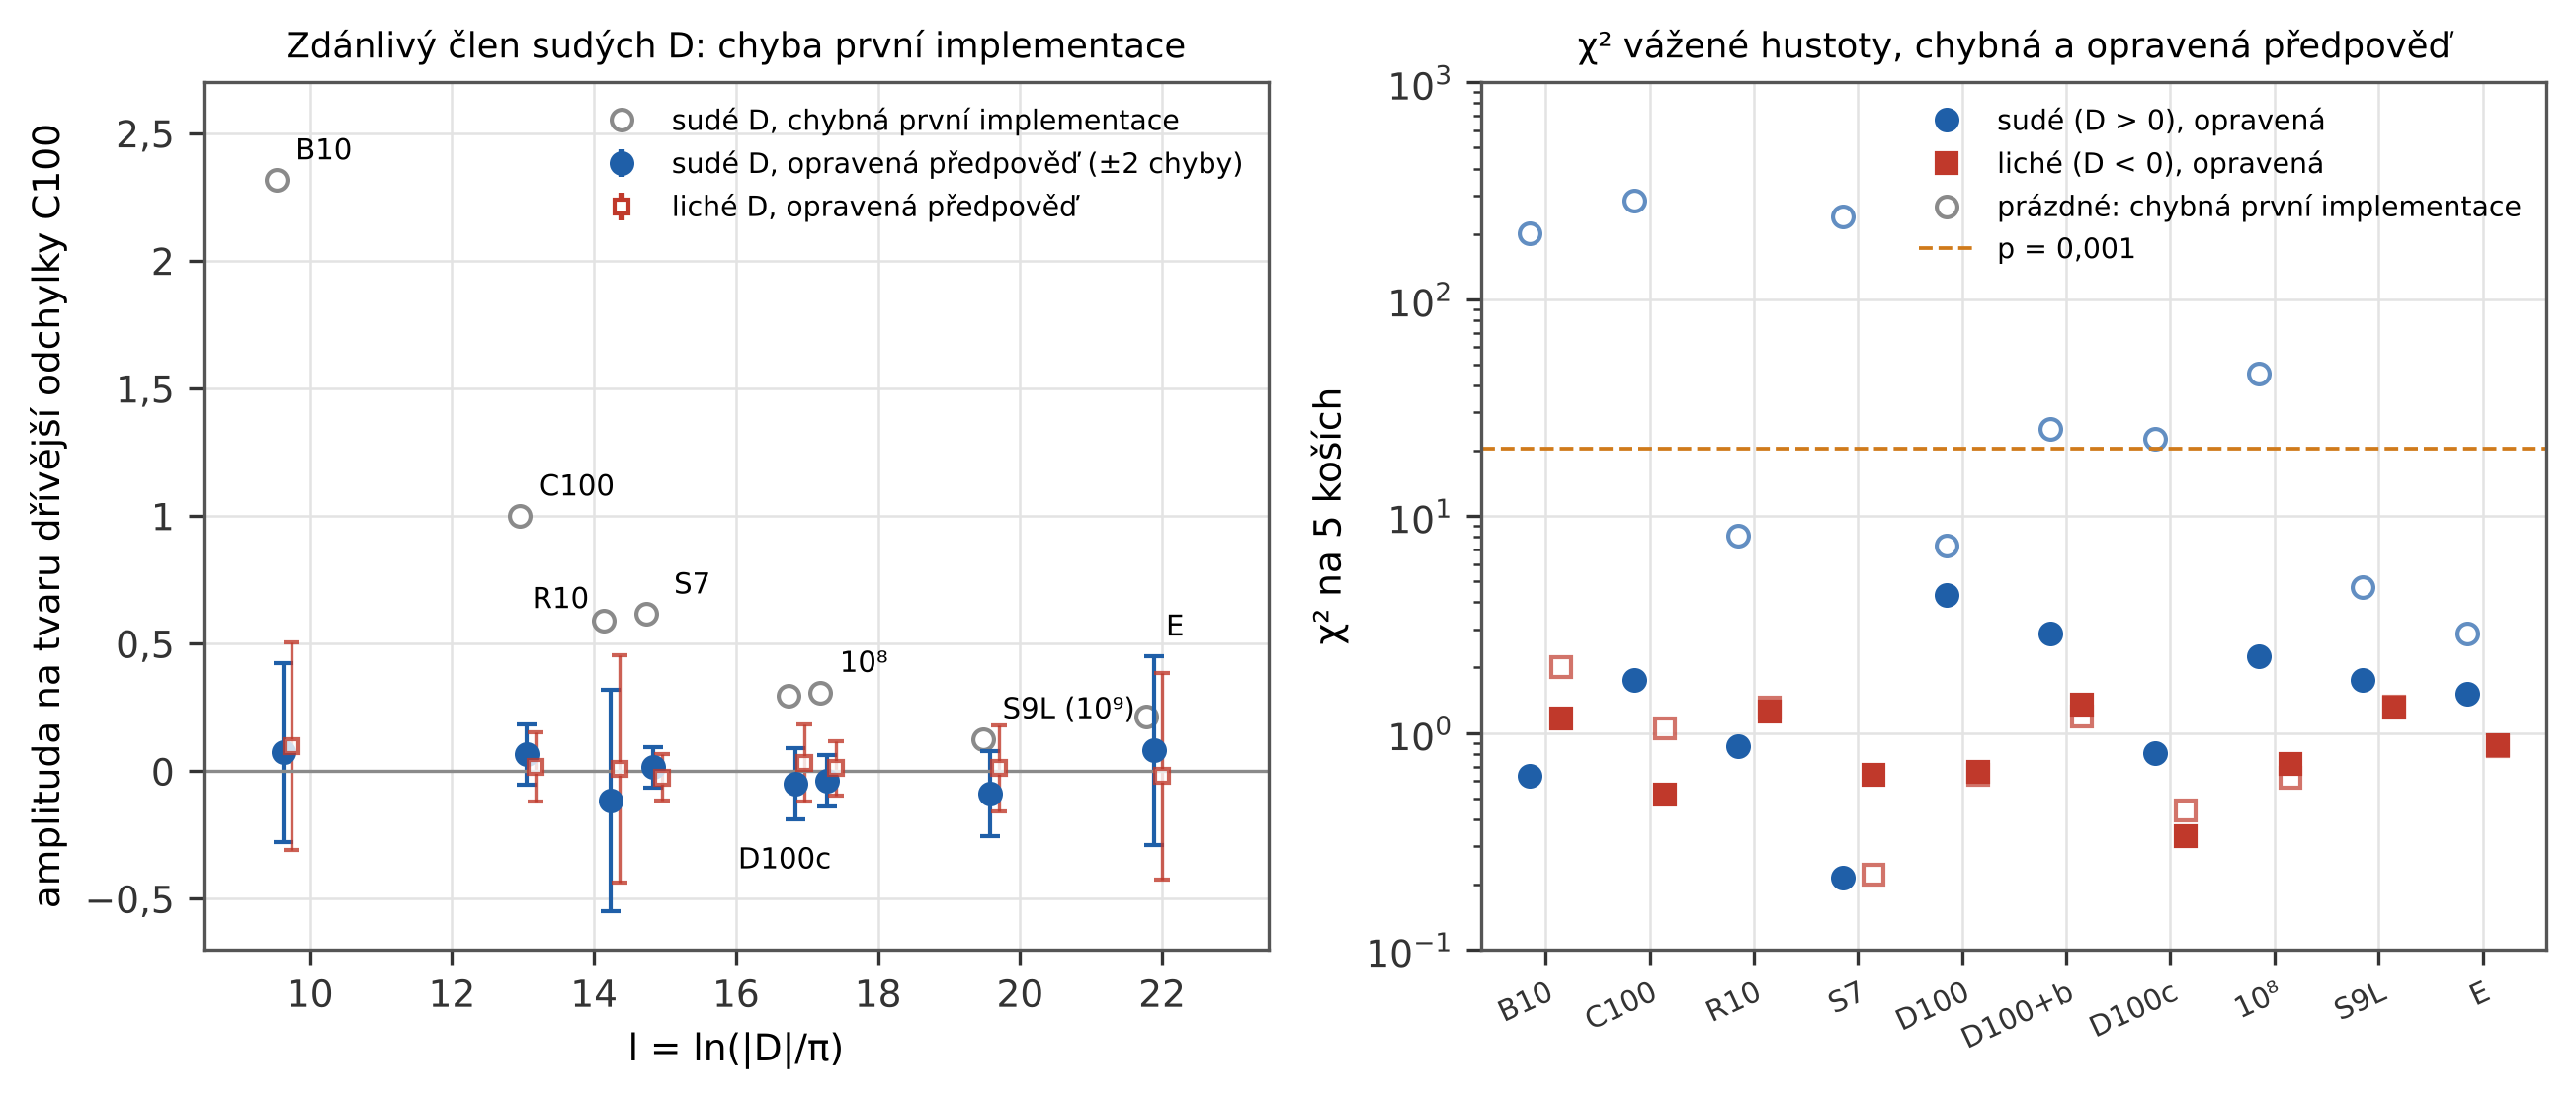 Zdánlivý člen sudých D: chyba první implementace
amplituda na tvaru dřívější odchylky C100
2,5
2
1,5
1
0,5
0
−0,5
sudé D, chybná první implementace
sudé D, opravená předpověď (±2 chyby)
liché D, opravená předpověď
B10
C100
R10
S7
10⁸
D100c
S9L (10⁹)
E
10 12 14 16 18 20 22
l = ln(|D|/π)
χ² vážené hustoty, chybná a opravená předpověď
χ² na 5 koších
10³
10²
10¹
10⁰
10⁻¹
sudé (D > 0), opravená
liché (D < 0), opravená
prázdné: chybná první implementace
p = 0,001
B10 C100 R10 S7 D100 D100+b D100c 10⁸ S9L E